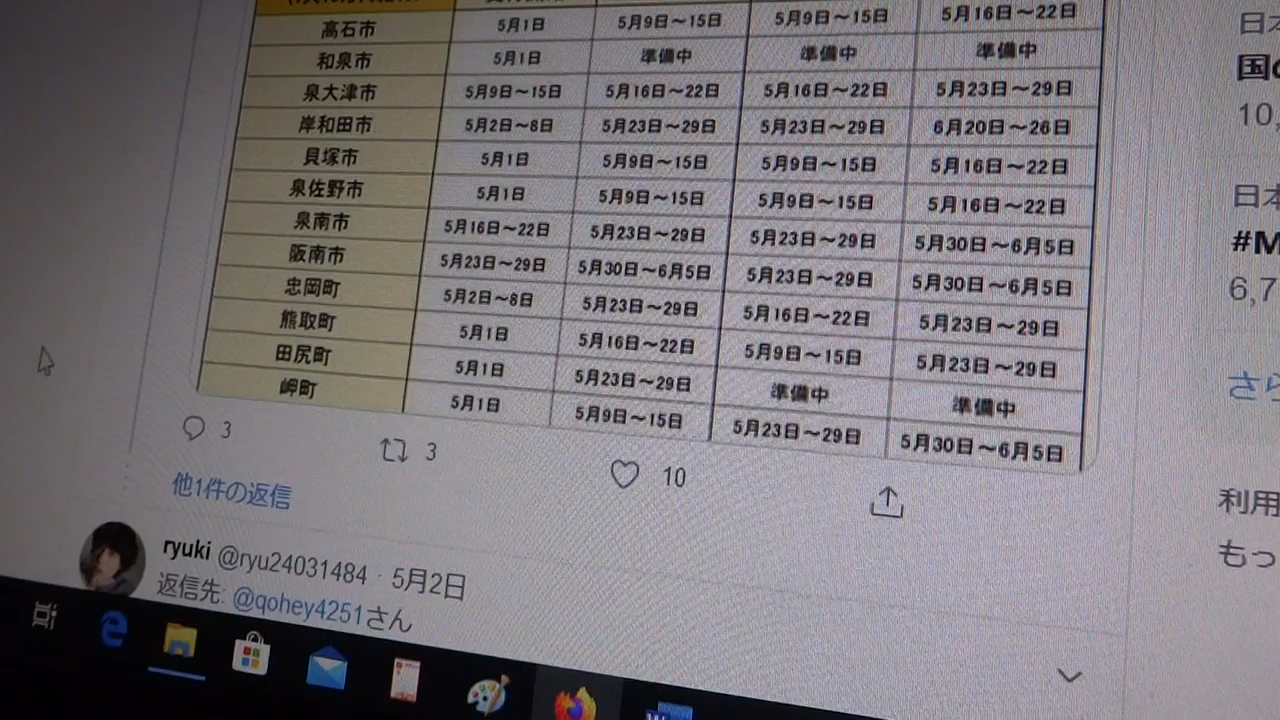 高石市 5月1日 5月9日～15日 5月9日～15日 5月16日～22日
和泉市 5月1日 準備中 準備中 準備中
泉大津市 5月9日～15日 5月16日～22日 5月16日～22日 5月23日～29日
岸和田市 5月2日～8日 5月23日～29日 5月23日～29日 6月20日～26日
貝塚市 5月1日 5月9日～15日 5月9日～15日 5月16日～22日
泉佐野市 5月1日 5月9日～15日 5月9日～15日 5月16日～22日
泉南市 5月16日～22日 5月23日～29日 5月23日～29日 5月30日～6月5日
阪南市 5月23日～29日 5月30日～6月5日 5月23日～29日 5月30日～6月5日
忠岡町 5月2日～8日 5月23日～29日 5月16日～22日 5月23日～29日
熊取町 5月1日 5月16日～22日 5月9日～15日 5月23日～29日
田尻町 5月1日 5月23日～29日 準備中 準備中
岬町 5月1日 5月9日～15日 5月23日～29日 5月30日～6月5日
3 3 10
他1件の返信
ryuki @ryu24031484 · 5月2日
返信先: @qohey4251さん
日本
国の
10,
日本
#M
6,7
さら
利用
もっ